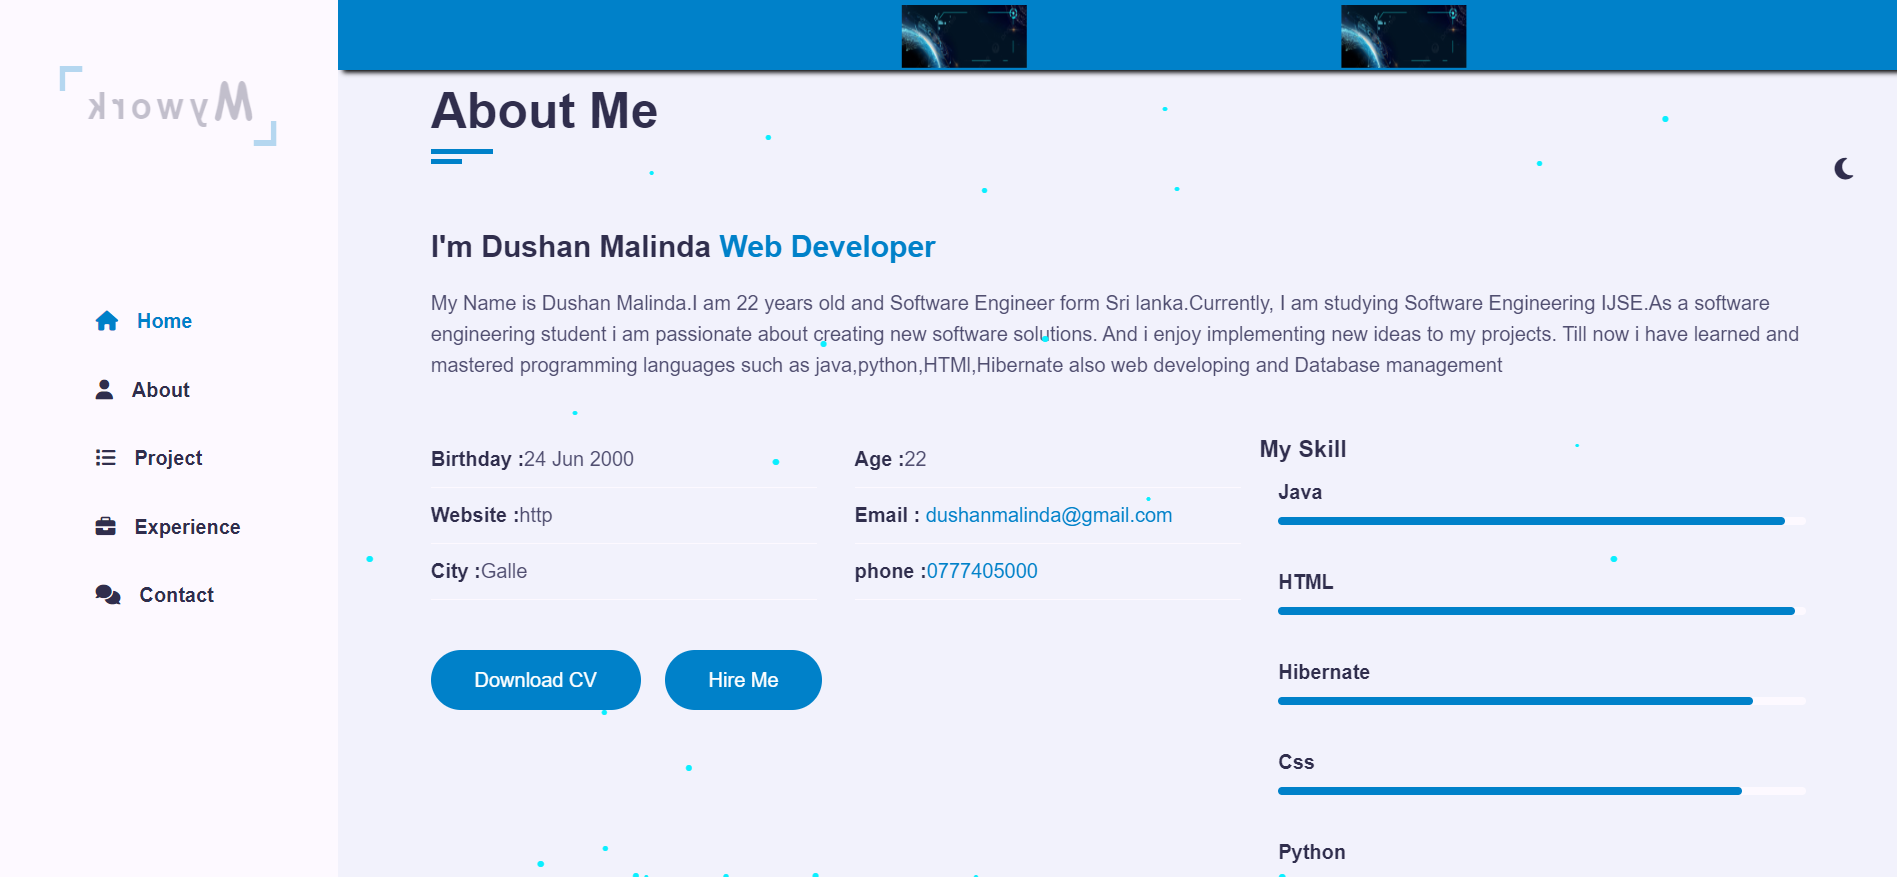 Mywork
Home
About
Project
Experience
Contact
About Me
I'm Dushan Malinda Web Developer
My Name is Dushan Malinda.I am 22 years old and Software Engineer form Sri lanka.Currently, I am studying Software Engineering IJSE.As a software
engineering student i am passionate about creating new software solutions. And i enjoy implementing new ideas to my projects. Till now i have learned and
mastered programming languages such as java,python,HTMl,Hibernate also web developing and Database management
Birthday :24 Jun 2000
Age :22
Website :http
Email : dushanmalinda@gmail.com
City :Galle
phone :0777405000
Download CV
Hire Me
My Skill
Java
HTML
Hibernate
Css
Python